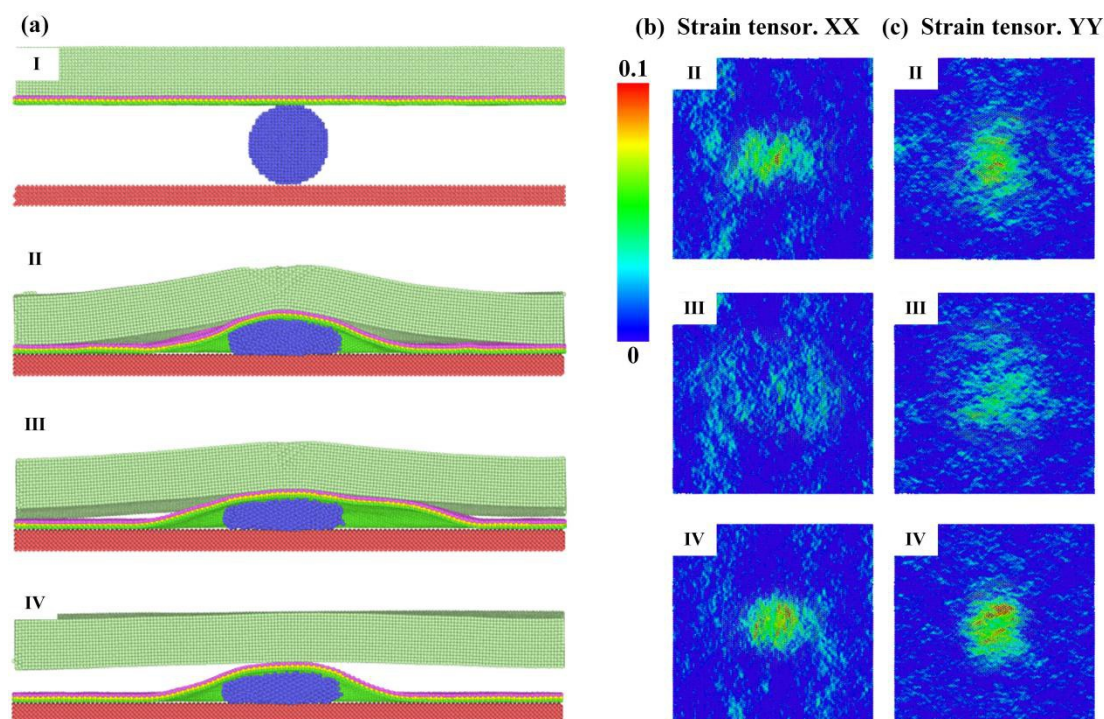 (a)
I
II
III
IV
(b) Strain tensor. XX
0.1
0
II
III
IV
(c) Strain tensor. YY
II
III
IV